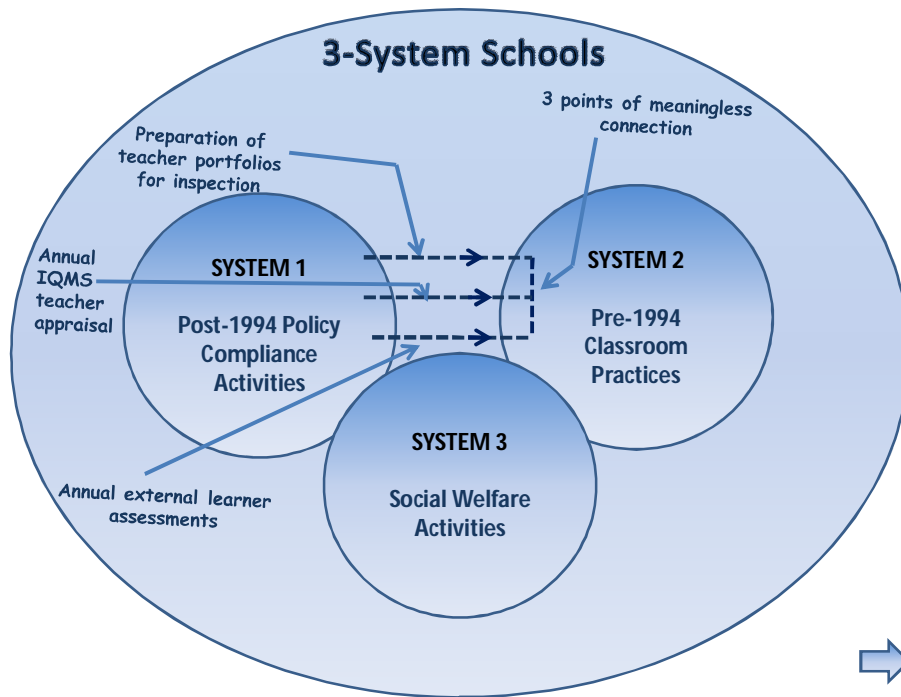 3-System Schools
3 points of meaningless
connection
Preparation of
teacher portfolios
for inspection
Annual
IQMS
teacher
appraisal
SYSTEM 1
Post-1994 Policy
Compliance
Activities
SYSTEM 2
Pre-1994
Classroom
Practices
SYSTEM 3
Social Welfare
Activities
Annual external learner
assessments